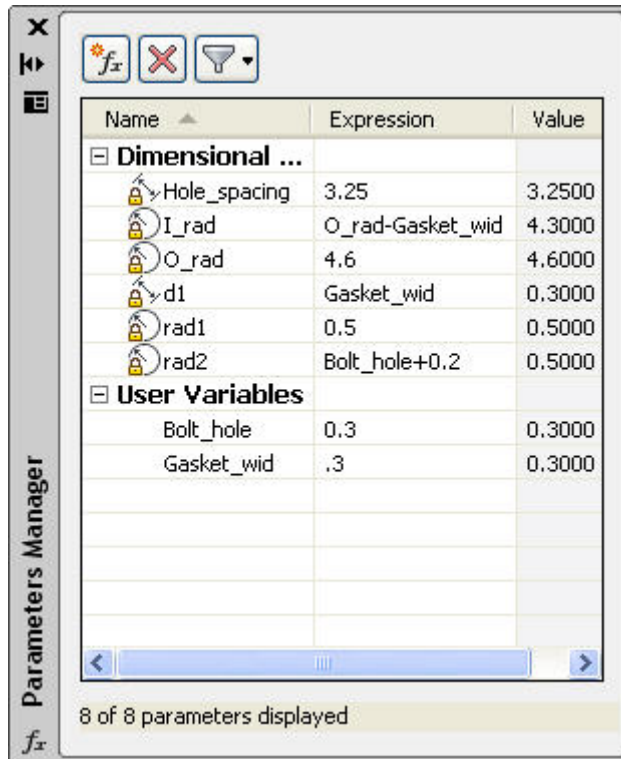 fx
Name Expression Value
Dimensional ...
Hole_spacing 3.25 3.2500
I_rad O_rad-Gasket_wid 4.3000
O_rad 4.6 4.6000
d1 Gasket_wid 0.3000
rad1 0.5 0.5000
rad2 Bolt_hole+0.2 0.5000
User Variables
Bolt_hole 0.3 0.3000
Gasket_wid .3 0.3000
8 of 8 parameters displayed
Parameters Manager
fx